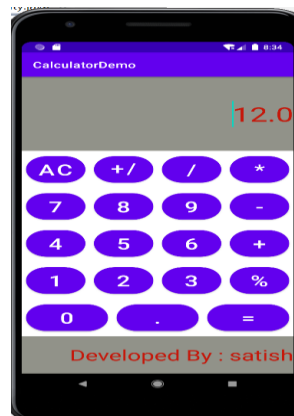 8:34
CalculatorDemo
12.0
AC +/ / *
7 8 9 -
4 5 6 +
1 2 3 %
0 . =
Developed By : satish